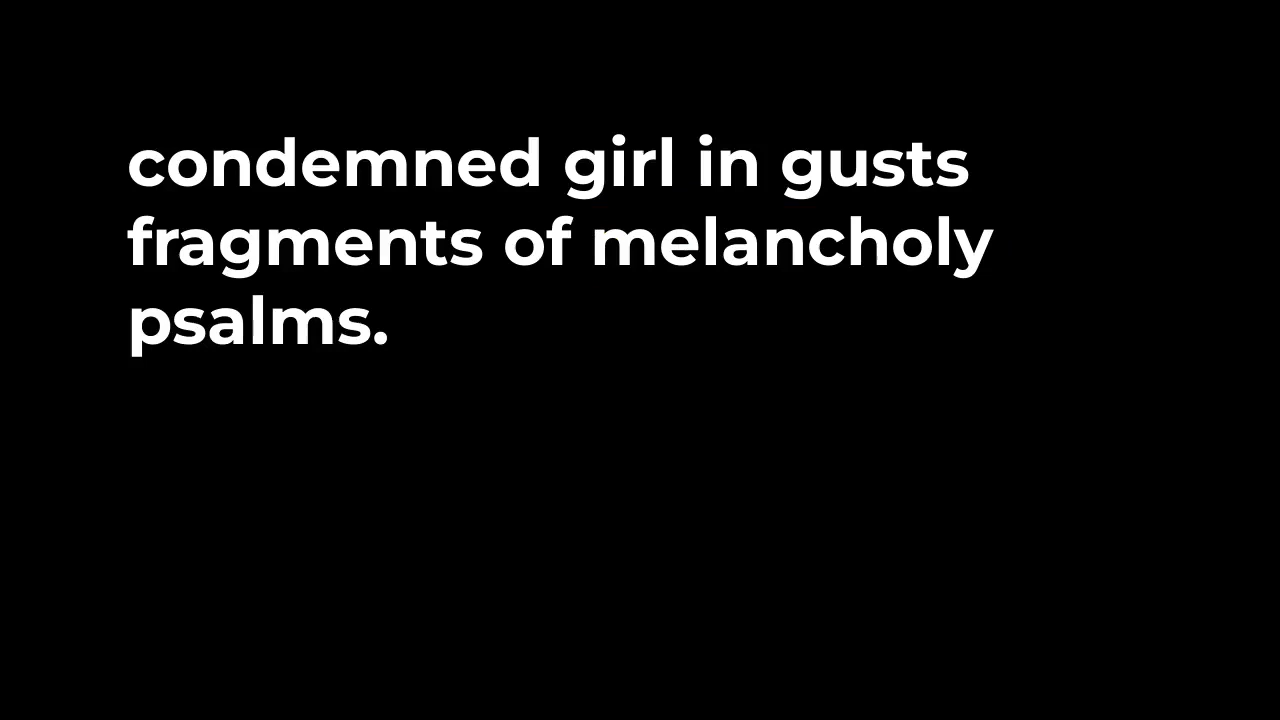 condemned girl in gusts
fragments of melancholy
psalms.